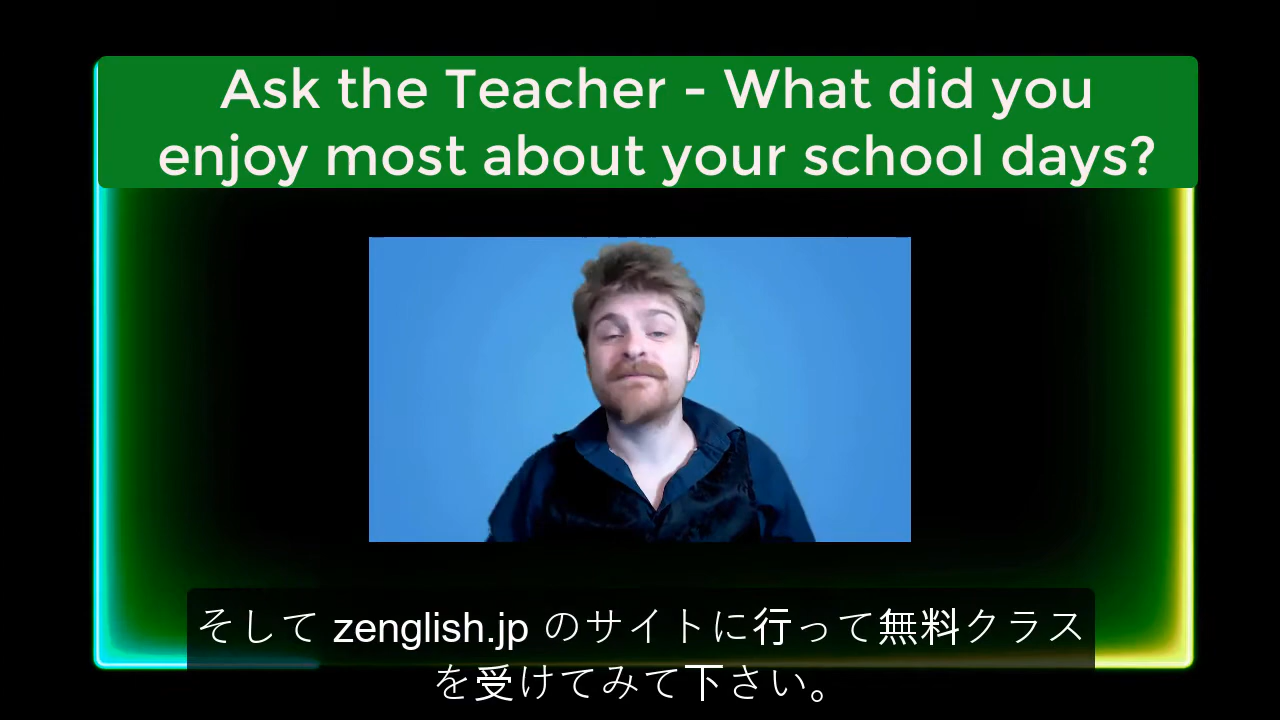 Ask the Teacher - What did you
enjoy most about your school days?
そして zenglish.jp のサイトに行って無料クラス
を受けてみて下さい。